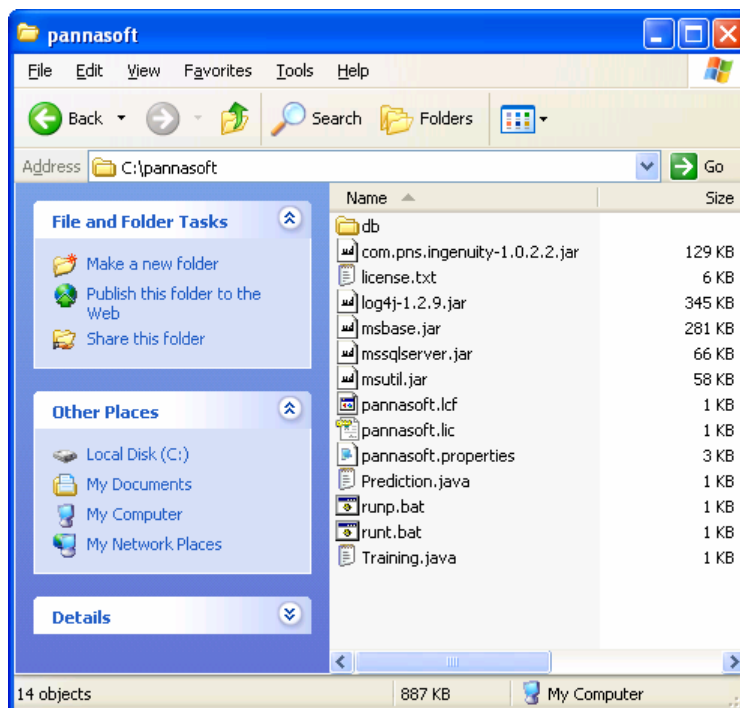 pannasoft
File Edit View Favorites Tools Help
Back Search Folders
Address C:\pannasoft Go
File and Folder Tasks
Make a new folder
Publish this folder to the
Web
Share this folder
Other Places
Local Disk (C:)
My Documents
My Computer
My Network Places
Details
Name Size
db
com.pns.ingenuity-1.0.2.2.jar 129 KB
license.txt 6 KB
log4j-1.2.9.jar 345 KB
msbase.jar 281 KB
mssqlserver.jar 66 KB
msutil.jar 58 KB
pannasoft.lcf 1 KB
pannasoft.lic 1 KB
pannasoft.properties 3 KB
Prediction.java 1 KB
runp.bat 1 KB
runt.bat 1 KB
Training.java 1 KB
14 objects 887 KB My Computer